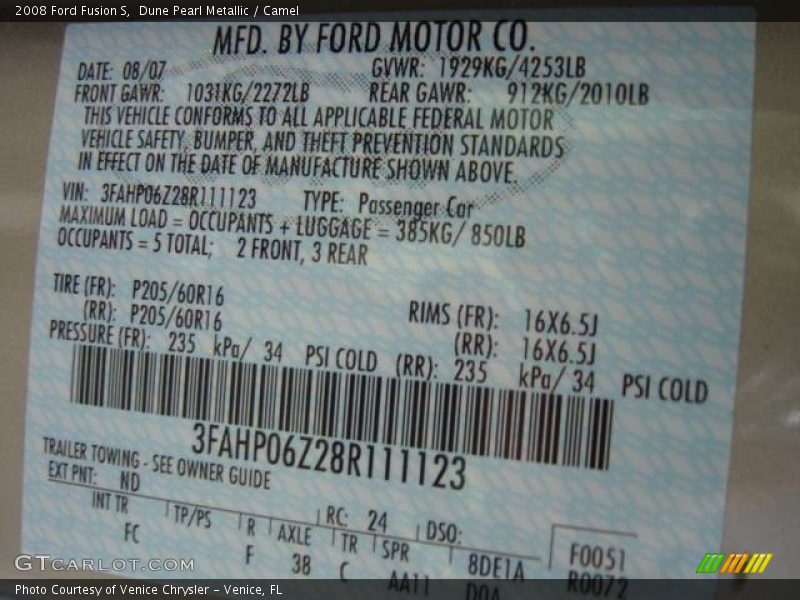 2008 Ford Fusion S,  Dune Pearl Metallic / Camel
MFD. BY FORD MOTOR CO.
DATE: 08/07 GVWR: 1929KG/4253LB
FRONT GAWR: 1031KG/2272LB REAR GAWR: 912KG/2010LB
THIS VEHICLE CONFORMS TO ALL APPLICABLE FEDERAL MOTOR
VEHICLE SAFETY, BUMPER, AND THEFT PREVENTION STANDARDS
IN EFFECT ON THE DATE OF MANUFACTURE SHOWN ABOVE.
VIN: 3FAHP06Z28R111123 TYPE: Passenger Car
MAXIMUM LOAD = OCCUPANTS + LUGGAGE = 385KG/ 850LB
OCCUPANTS = 5 TOTAL; 2 FRONT, 3 REAR
TIRE (FR): P205/60R16 RIMS (FR): 16X6.5J
(RR): P205/60R16 (RR): 16X6.5J
PRESSURE (FR): 235 kPa/ 34 PSI COLD (RR): 235 kPa/ 34 PSI COLD
3FAHP06Z28R111123
TRAILER TOWING - SEE OWNER GUIDE
EXT PNT: ND RC: 24 DSO:
INT TR TP/PS R AXLE TR SPR 8DE1A F0051
FC F 38 C AA11 D0A R0072
GTCARLOT.COM
Photo Courtesy of Venice Chrysler - Venice, FL